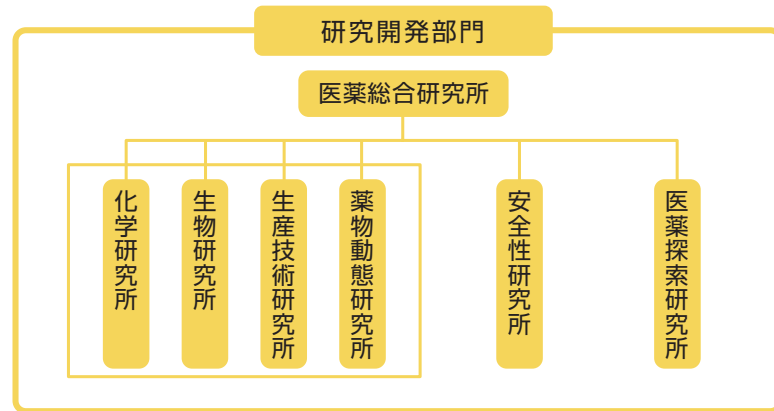 研究開発部門
医薬総合研究所
化学研究所
生物研究所
生産技術研究所
薬物動態研究所
安全性研究所
医薬探索研究所